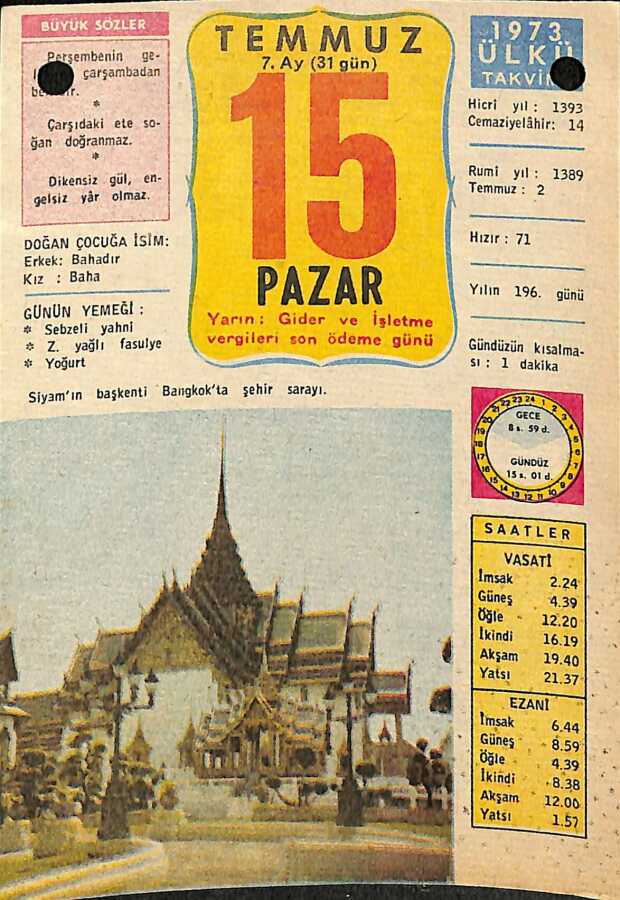 BÜYÜK SÖZLER
Perşembenin ge-
çarşambadan
*
Çarşıdaki ete so-
ğan doğranmaz.
*
Dikensiz gül, en-
gelsiz yâr olmaz.
DOĞAN ÇOCUĞA İSİM:
Erkek: Bahadır
Kız : Baha
GÜNÜN YEMEĞİ :
* Sebzeli yahni
* Z. yağlı fasulye
* Yoğurt
TEMMUZ
7. Ay (31 gün)
15
PAZAR
Yarın: Gider ve İşletme
vergileri son ödeme günü
1973
ÜLKÜ
TAKVİM
Hicrî yıl : 1393
Cemaziyelâhir: 14
Rumî yıl : 1389
Temmuz : 2
Hızır : 71
Yılın 196. günü
Gündüzün kısalma-
sı : 1 dakika
Siyam'ın başkenti Bangkok'ta şehir sarayı.
GECE
8 s. 59 d.
GÜNDÜZ
15 s. 01 d.
SAATLER
VASATİ
İmsak 2.24
Güneş 4.39
Öğle 12.20
İkindi 16.19
Akşam 19.40
Yatsı 21.37
EZANİ
İmsak 6.44
Güneş 8.59
Öğle 4.39
İkindi 8.38
Akşam 12.00
Yatsı 1.57